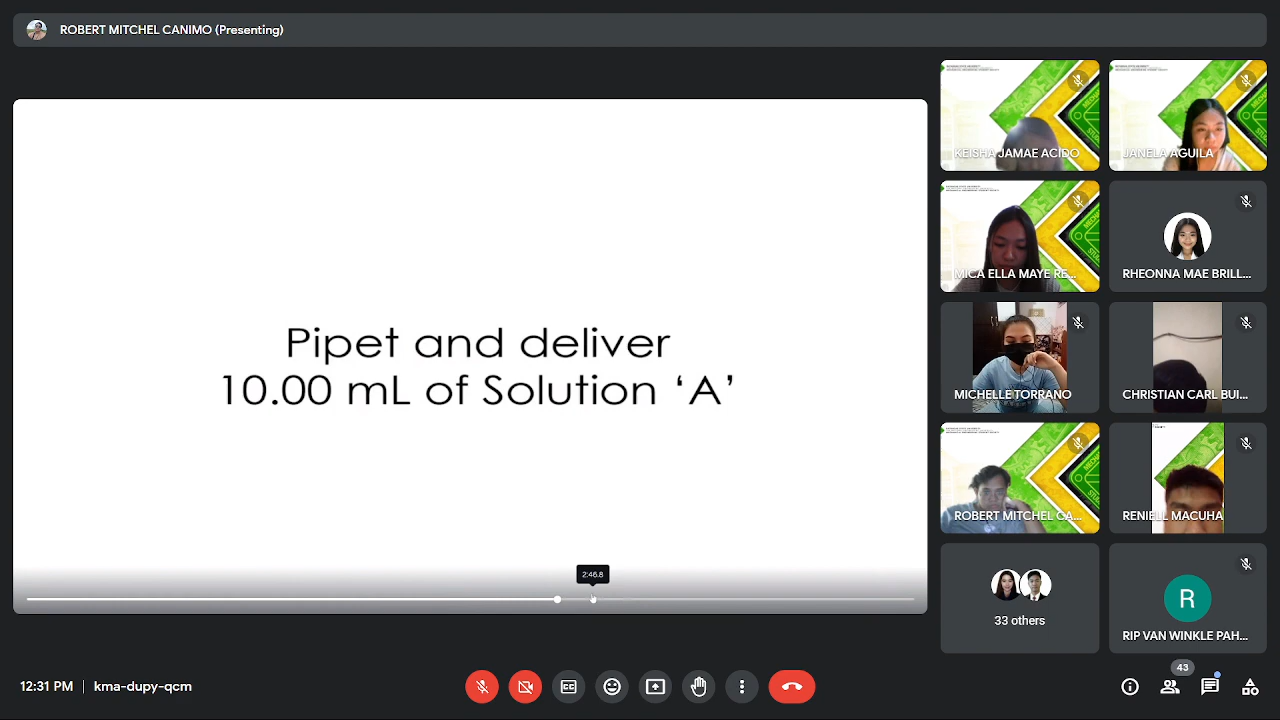 ROBERT MITCHEL CANIMO (Presenting)
Pipet and deliver
10.00 mL of Solution ‘A’
2:46.8
KEISHA JAMAE ACIDO
JANELA AGUILA
MICA ELLA MAYE RE...
RHEONNA MAE BRILL...
MICHELLE TORRANO
CHRISTIAN CARL BUI...
ROBERT MITCHEL CA...
RENIELL MACUHA
33 others
R
RIP VAN WINKLE PAH...
12:31 PM | kma-dupy-qcm
43